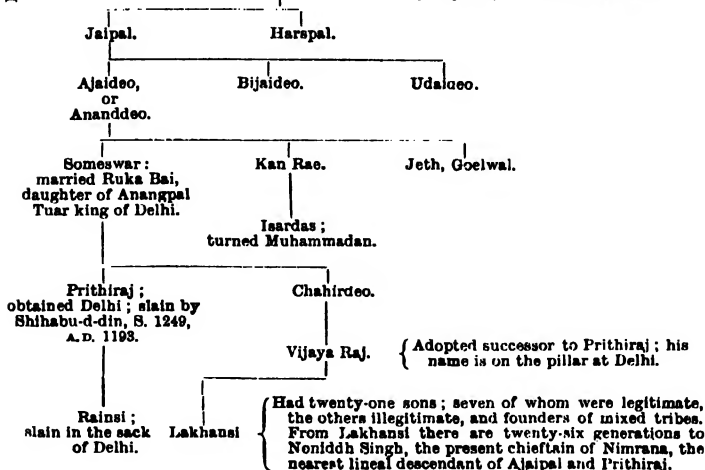 Jaipal. Harspal.
Ajaideo, Bijaideo. Udaideo.
or
Ananddeo.
Someswar : Kan Rae. Jeth, Goelwal.
married Ruka Bai,
daughter of Anangpal
Tuar king of Delhi.
Isardas ;
turned Muhammadan.
Prithiraj ; Chahirdeo.
obtained Delhi ; slain by
Shihabu-d-din, S. 1249,
A.D. 1193.
Vijaya Raj. { Adopted successor to Prithiraj ; his
name is on the pillar at Delhi.
Rainsi ;
slain in the sack
of Delhi.
Lakhansi { Had twenty-one sons ; seven of whom were legitimate,
the others illegitimate, and founders of mixed tribes.
From Lakhansi there are twenty-six generations to
Noniddh Singh, the present chieftain of Nimrana, the
nearest lineal descendant of Ajaipal and Prithiraj.